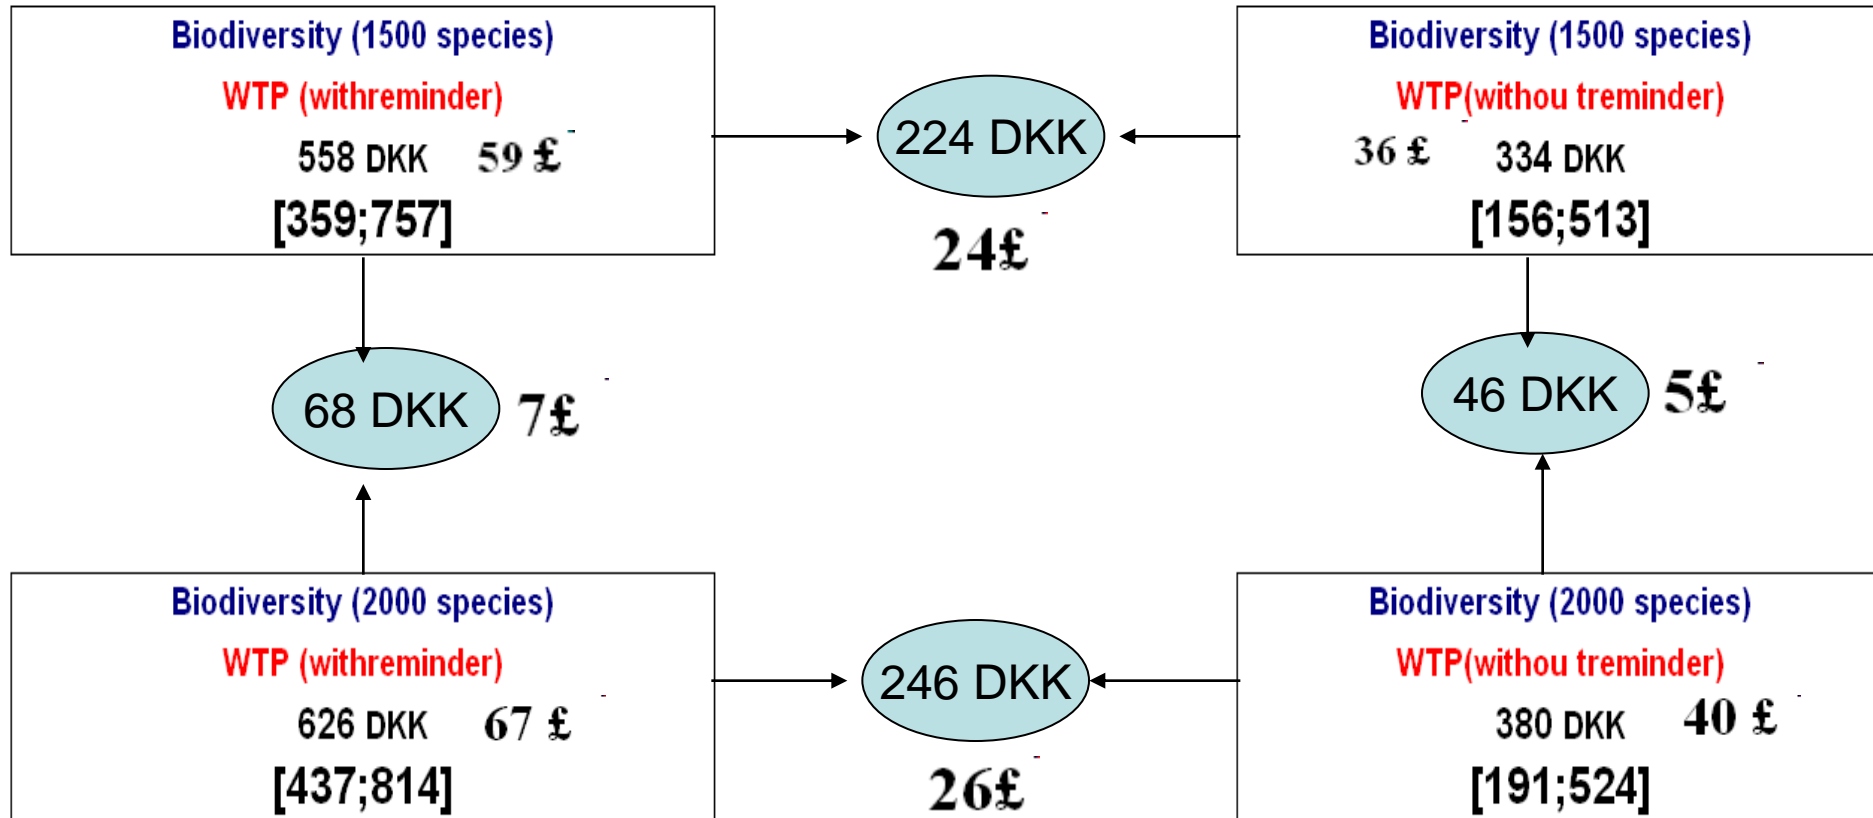 Biodiversity (1500 species)
WTP (withreminder)
558 DKK 59 £
[359;757]
224 DKK
24£
Biodiversity (1500 species)
WTP(withou treminder)
36 £ 334 DKK
[156;513]
68 DKK 7£
46 DKK 5£
Biodiversity (2000 species)
WTP (withreminder)
626 DKK 67 £
[437;814]
246 DKK
26£
Biodiversity (2000 species)
WTP(withou treminder)
380 DKK 40 £
[191;524]